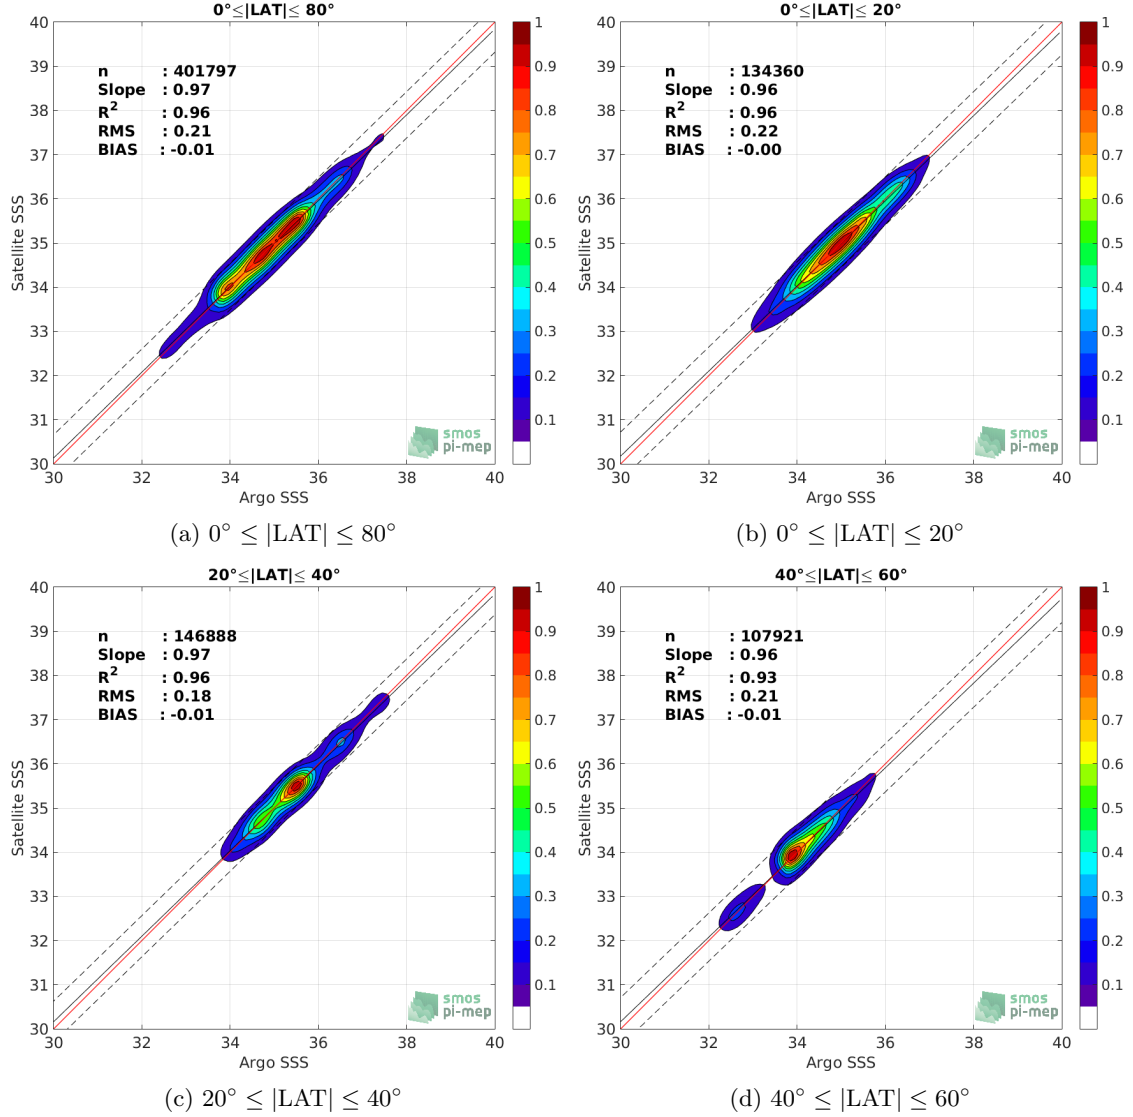 0°≤|LAT|≤ 80°
n : 401797
Slope : 0.97
R² : 0.96
RMS : 0.21
BIAS : -0.01
Satellite SSS
40
39
38
37
36
35
34
33
32
31
30
30 32 34 36 38 40
Argo SSS
1
0.9
0.8
0.7
0.6
0.5
0.4
0.3
0.2
0.1
smos
pi-mep
(a) 0° ≤ |LAT| ≤ 80°
0°≤|LAT|≤ 20°
n : 134360
Slope : 0.96
R² : 0.96
RMS : 0.22
BIAS : -0.00
Satellite SSS
40
39
38
37
36
35
34
33
32
31
30
30 32 34 36 38 40
Argo SSS
1
0.9
0.8
0.7
0.6
0.5
0.4
0.3
0.2
0.1
smos
pi-mep
(b) 0° ≤ |LAT| ≤ 20°
20°≤|LAT|≤ 40°
n : 146888
Slope : 0.97
R² : 0.96
RMS : 0.18
BIAS : -0.01
Satellite SSS
40
39
38
37
36
35
34
33
32
31
30
30 32 34 36 38 40
Argo SSS
1
0.9
0.8
0.7
0.6
0.5
0.4
0.3
0.2
0.1
smos
pi-mep
(c) 20° ≤ |LAT| ≤ 40°
40°≤|LAT|≤ 60°
n : 107921
Slope : 0.96
R² : 0.93
RMS : 0.21
BIAS : -0.01
Satellite SSS
40
39
38
37
36
35
34
33
32
31
30
30 32 34 36 38 40
Argo SSS
1
0.9
0.8
0.7
0.6
0.5
0.4
0.3
0.2
0.1
smos
pi-mep
(d) 40° ≤ |LAT| ≤ 60°